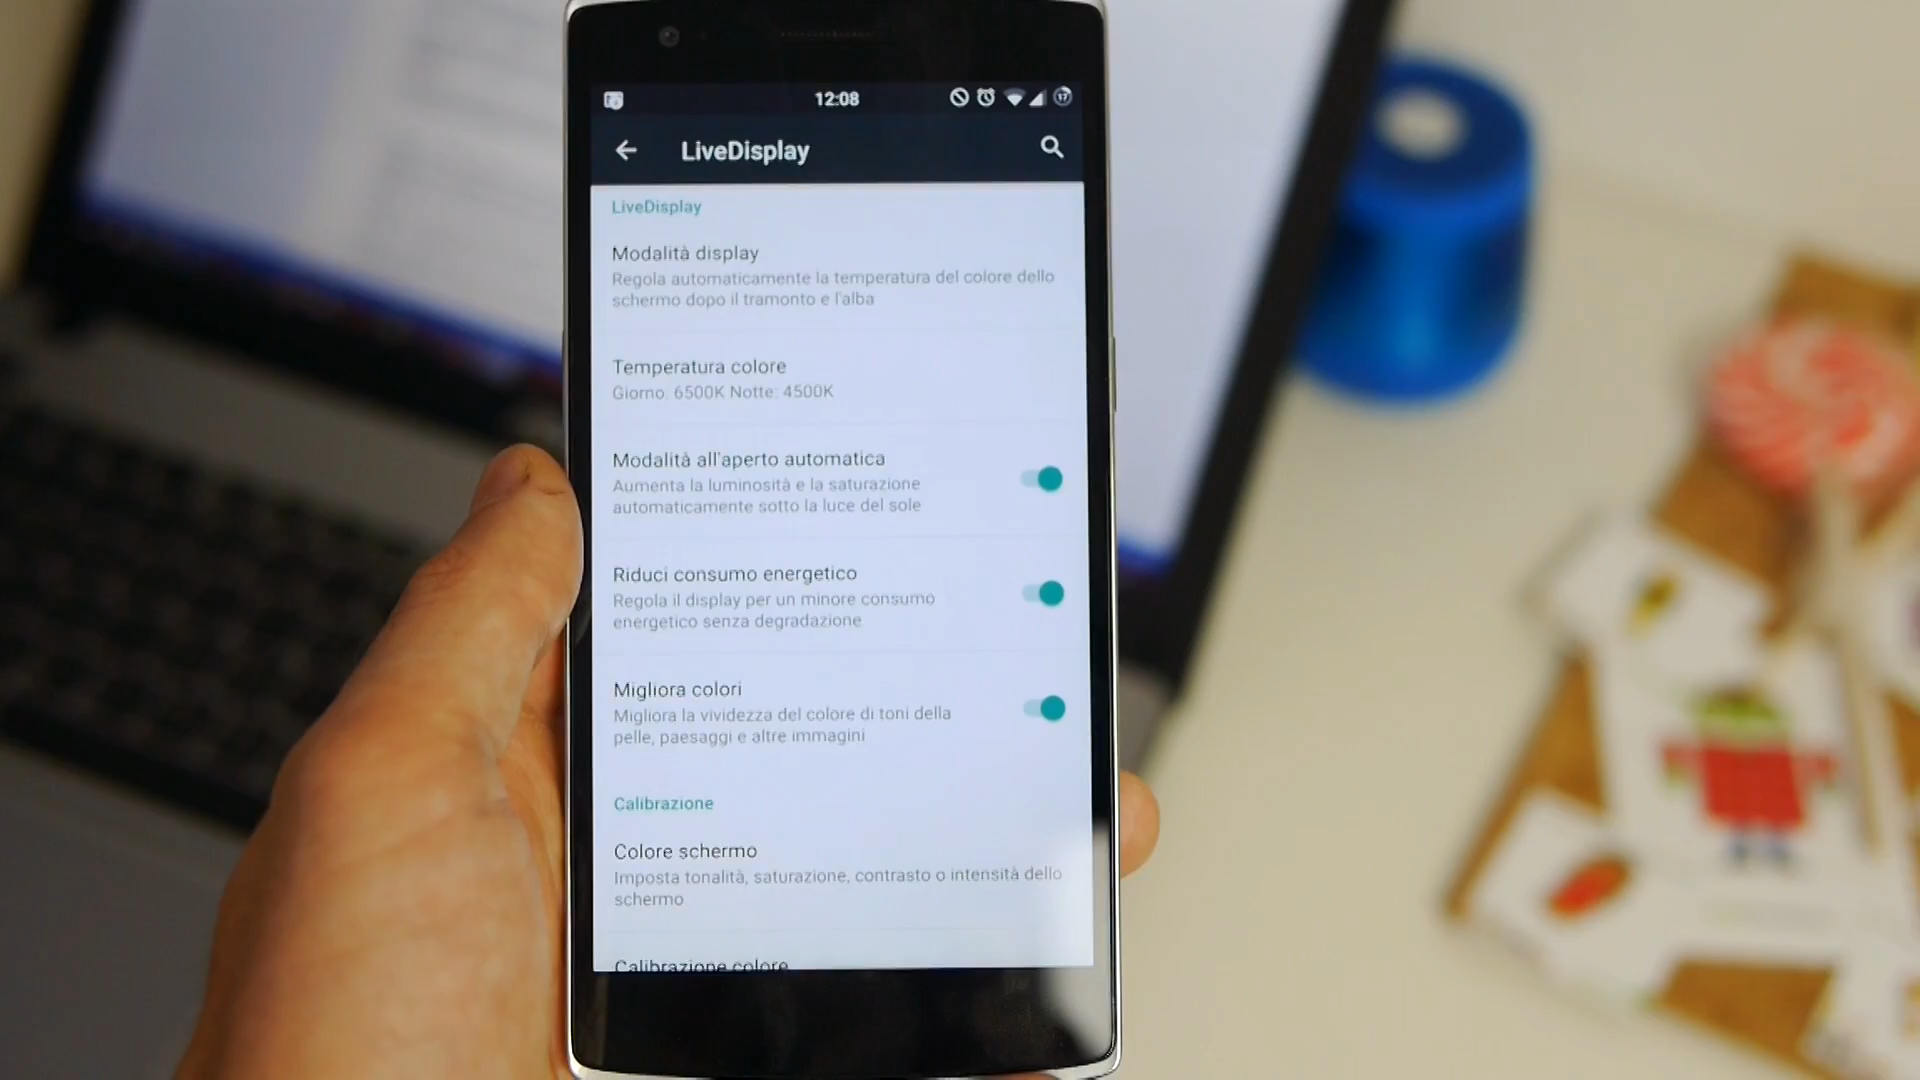 12:08
17
LiveDisplay
LiveDisplay
Modalità display
Regola automaticamente la temperatura del colore dello
schermo dopo il tramonto e l'alba
Temperatura colore
Giorno: 6500K Notte: 4500K
Modalità all'aperto automatica
Aumenta la luminosità e la saturazione
automaticamente sotto la luce del sole
Riduci consumo energetico
Regola il display per un minore consumo
energetico senza degradazione
Migliora colori
Migliora la vividezza del colore di toni della
pelle, paesaggi e altre immagini
Calibrazione
Colore schermo
Imposta tonalità, saturazione, contrasto o intensità dello
schermo
Calibrazione colore